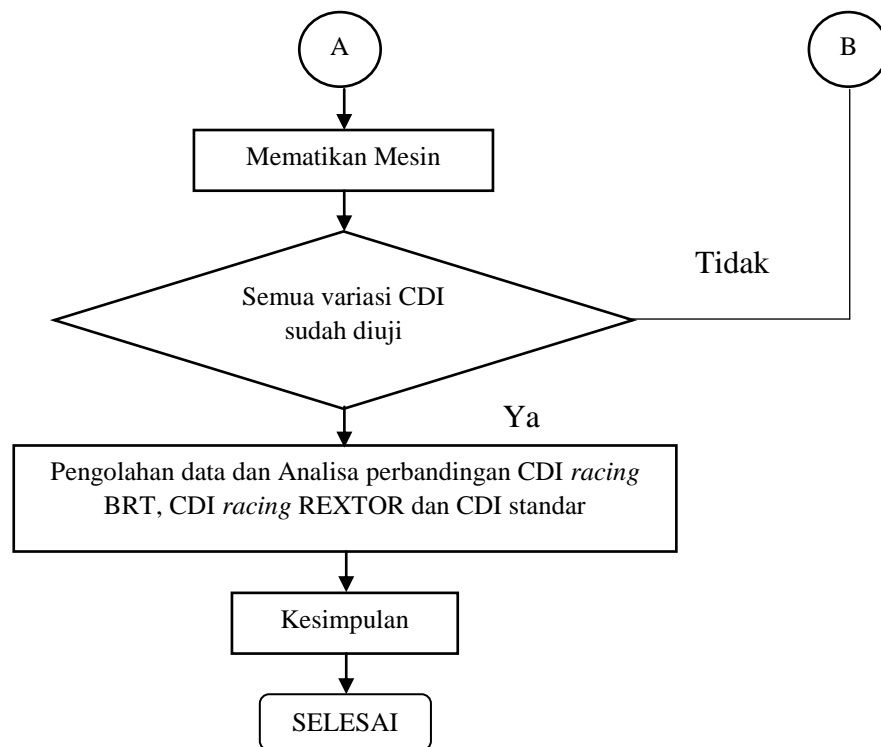 A
B
Mematikan Mesin
Semua variasi CDI
sudah diuji
Tidak
Ya
Pengolahan data dan Analisa perbandingan CDI racing
BRT, CDI racing REXTOR dan CDI standar
Kesimpulan
SELESAI